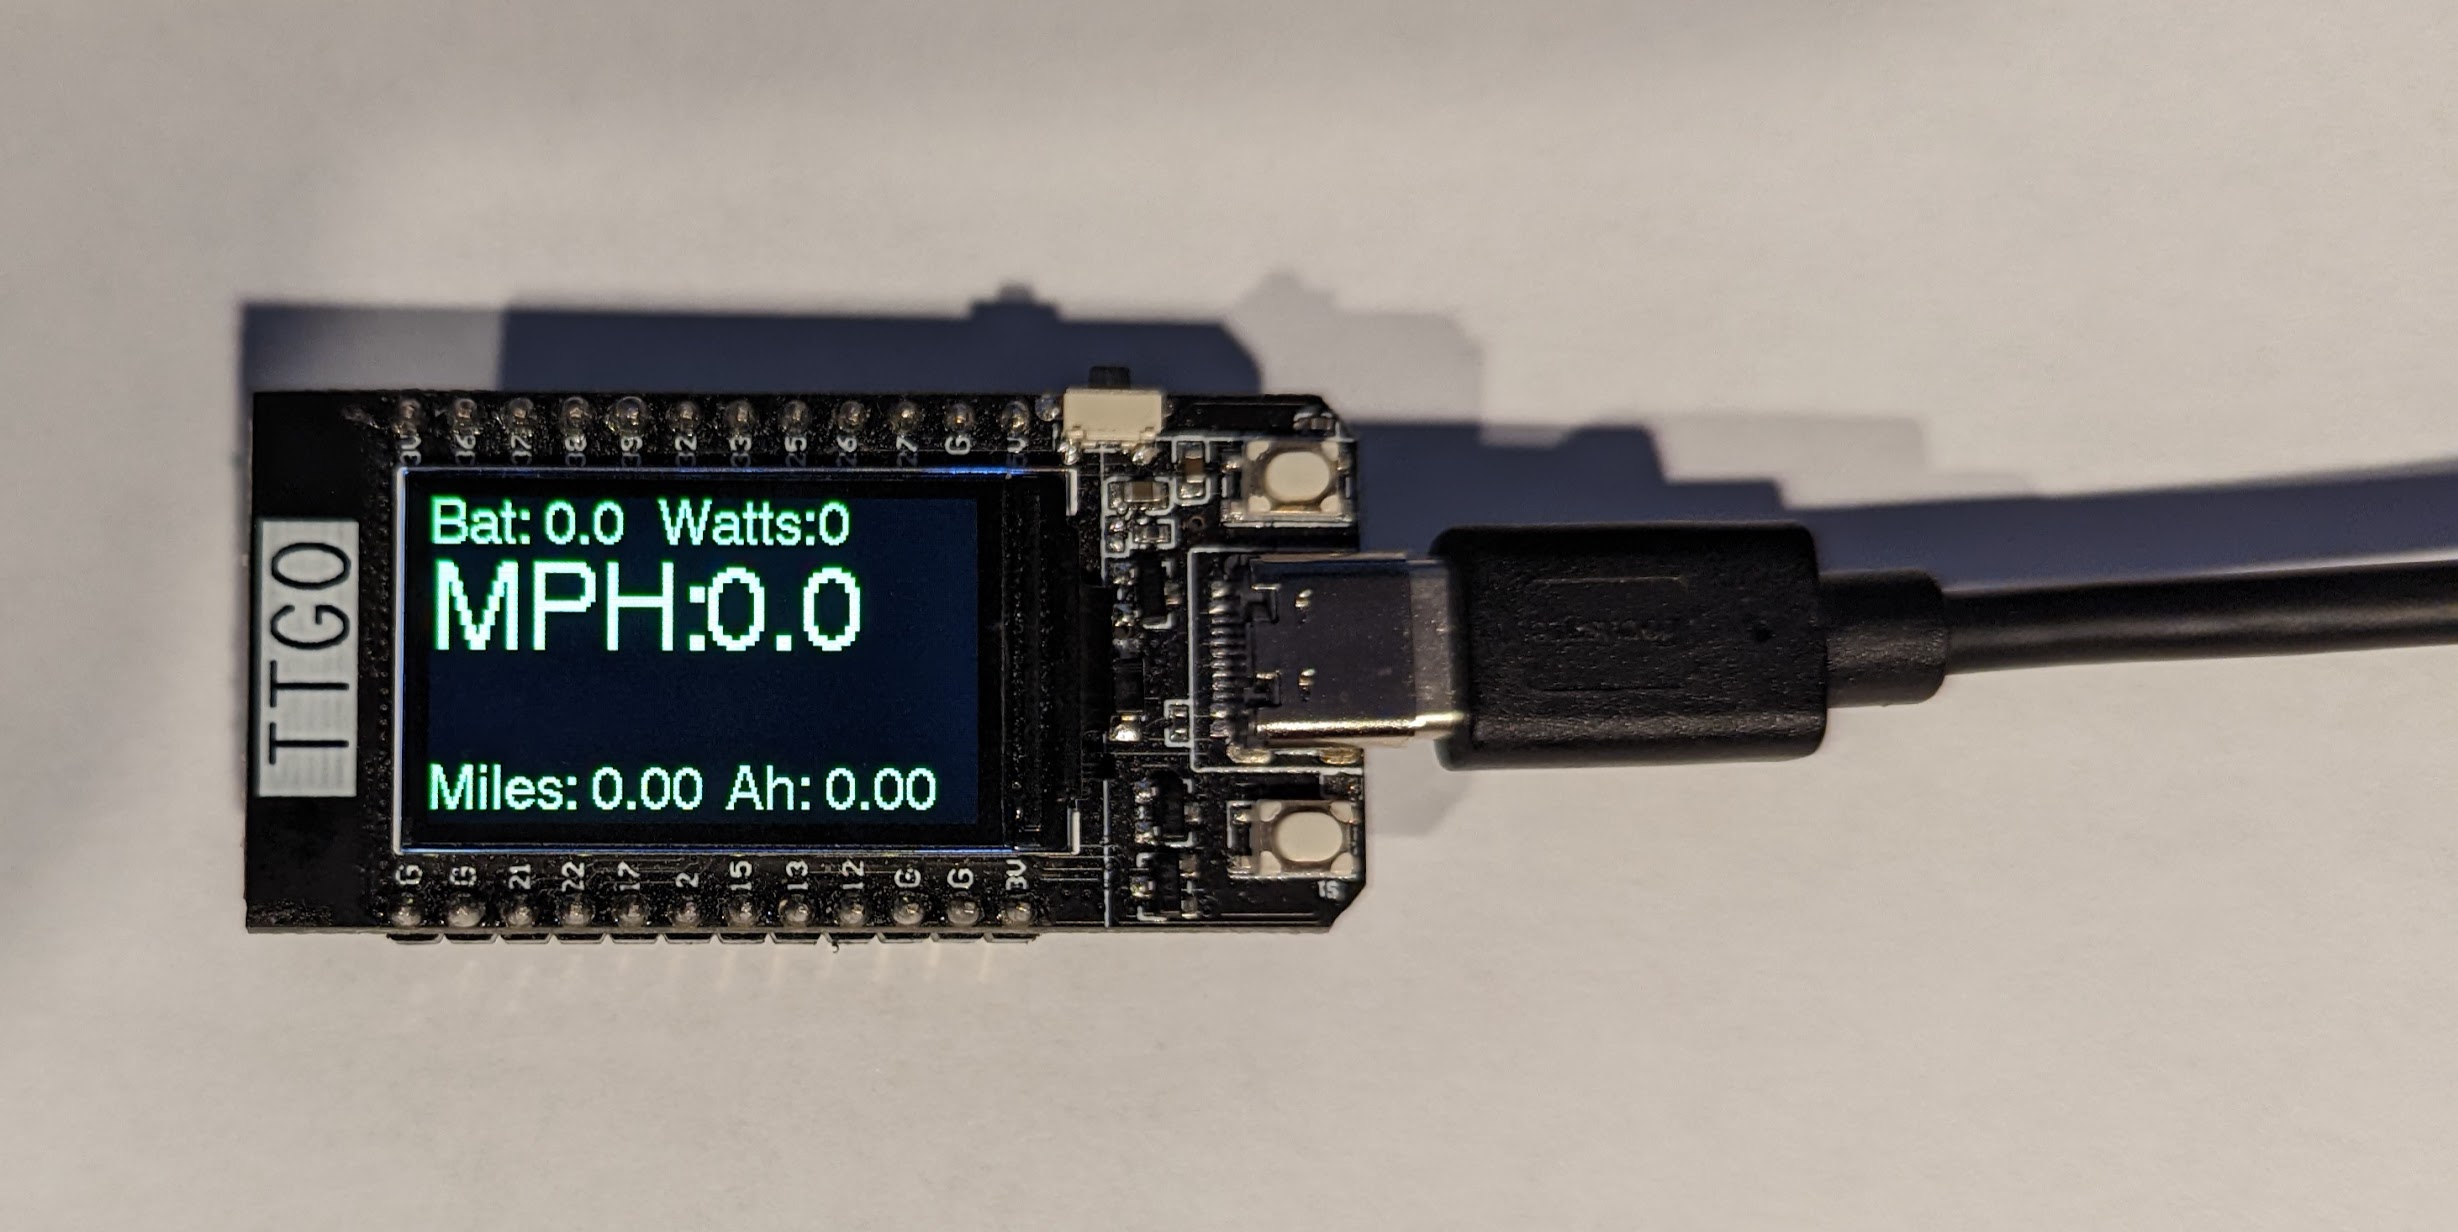 3V 36 37 38 39 32 33 25 26 27 G 5V
TTGO
Bat: 0.0 Watts:0
MPH:0.0
Miles: 0.00 Ah: 0.00
G G 21 22 17 2 15 13 12 G G 3V